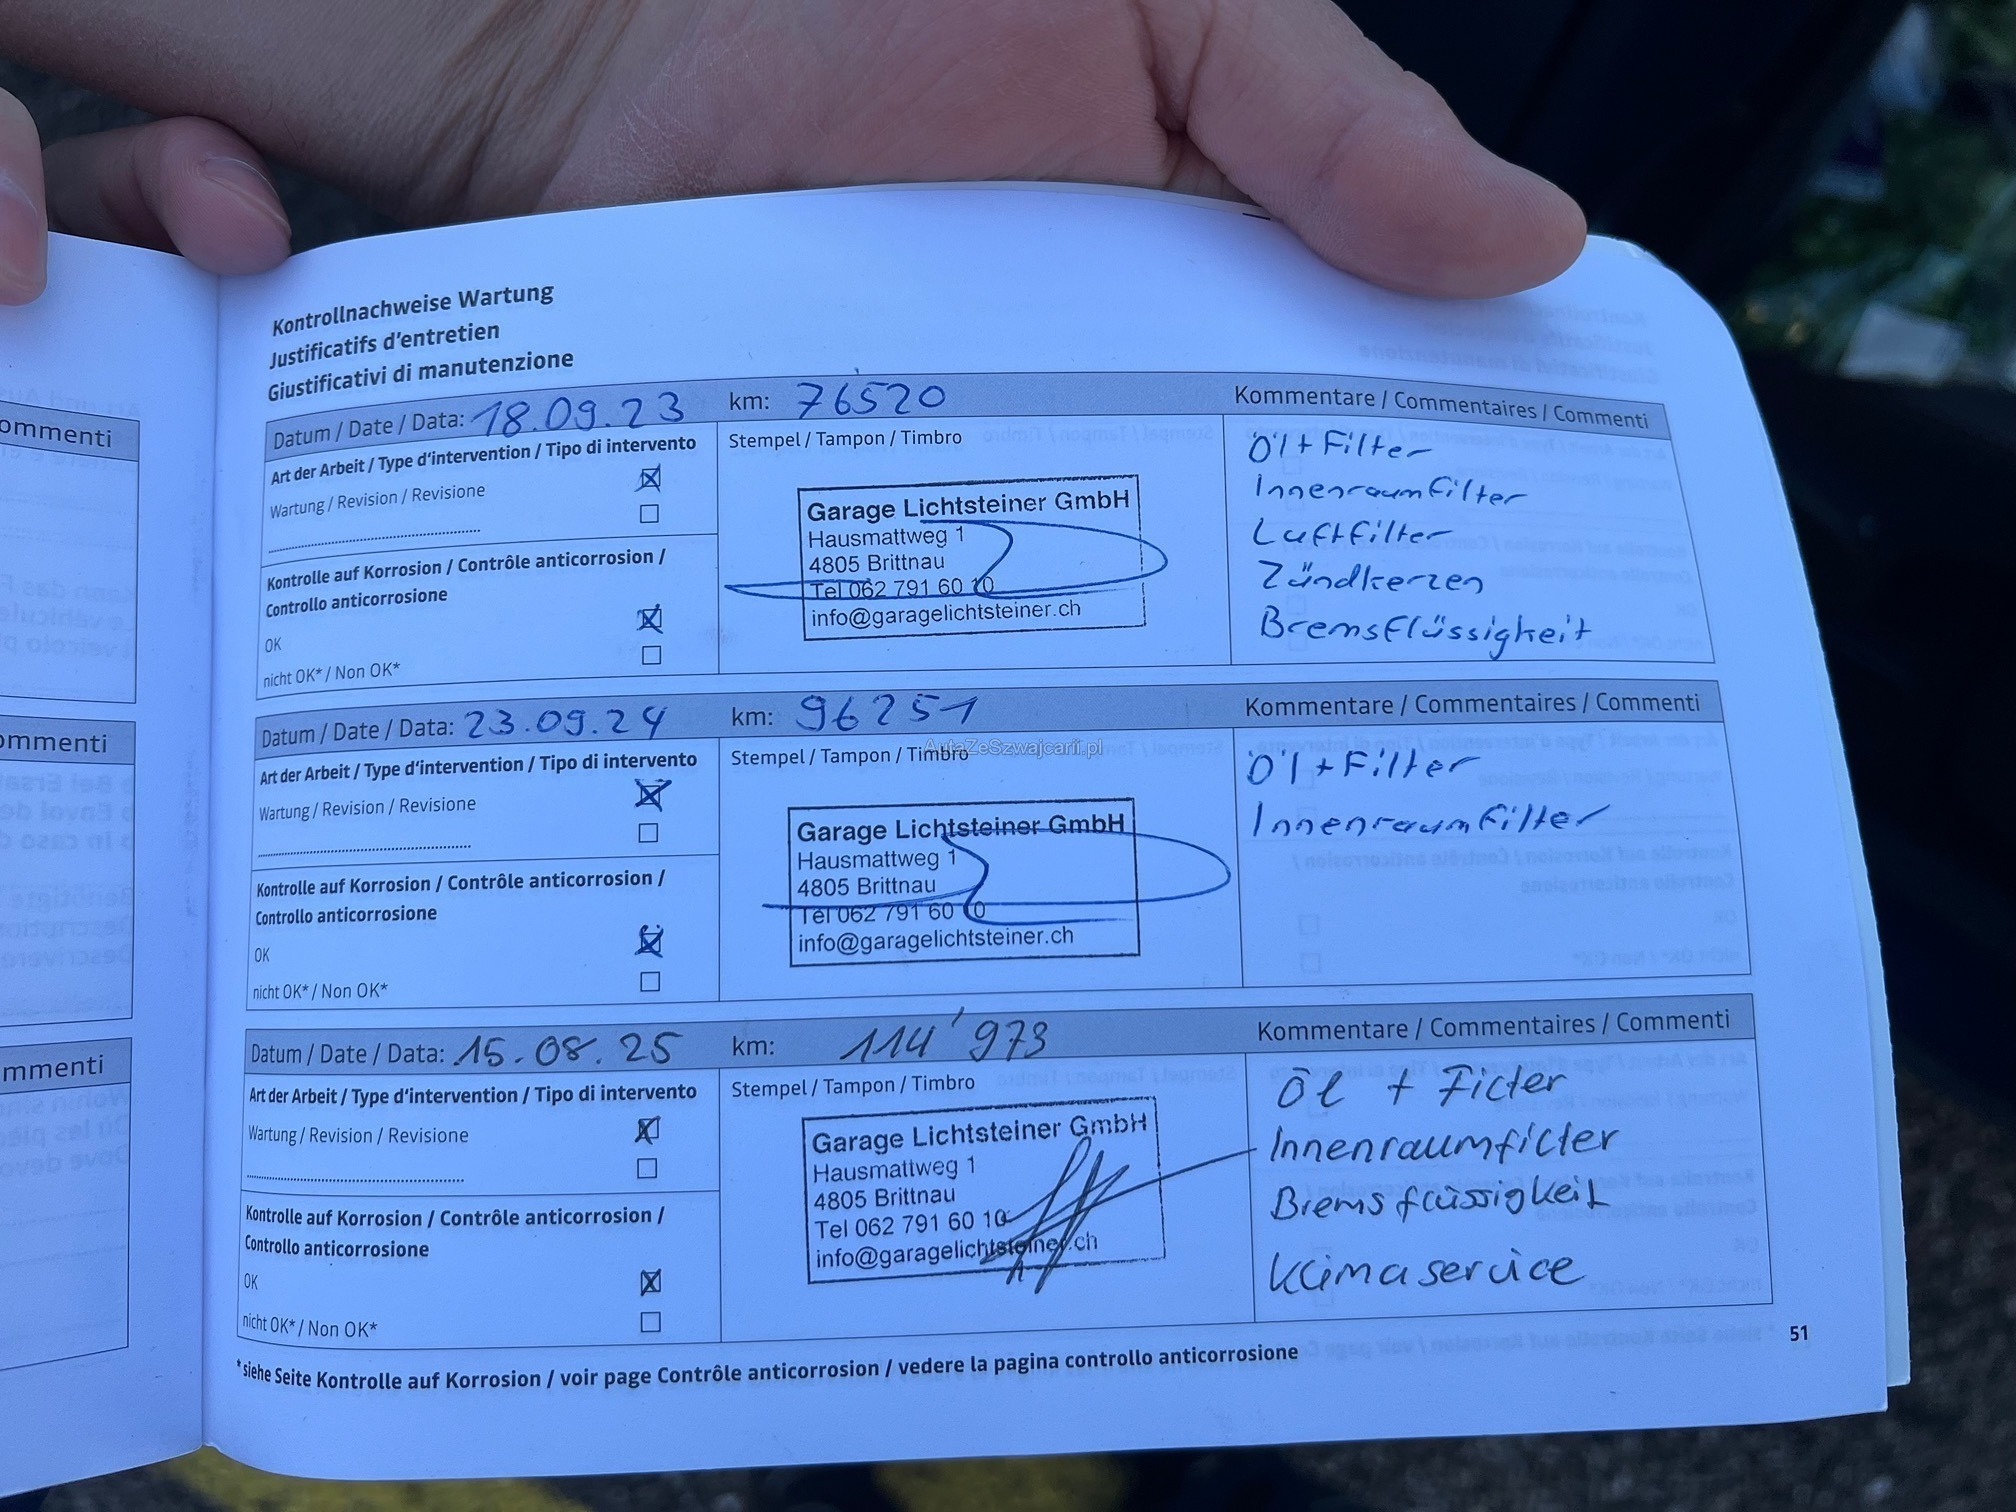 ommenti
ommenti
mmenti
Kontrollnachweise Wartung
Justificatifs d'entretien
Giustificativi di manutenzione
Datum / Date / Data: 18.09.23 km: 76520 Kommentare / Commentaires / Commenti
Art der Arbeit / Type d'intervention / Tipo di intervento
Wartung / Revision / Revisione
Kontrolle auf Korrosion / Contrôle anticorrosion /
Controllo anticorrosione
OK
nicht OK* / Non OK*
Stempel / Tampon / Timbro
Garage Lichtsteiner GmbH
Hausmattweg 1
4805 Brittnau
Tel 062 791 60 10
info@garagelichtsteiner.ch
Öl + Filter
Innenraumfilter
Luftfilter
Zündkerzen
Bremsflüssigkeit
Datum / Date / Data: 23.09.24 km: 96251 Kommentare / Commentaires / Commenti
Art der Arbeit / Type d'intervention / Tipo di intervento
Wartung / Revision / Revisione
Kontrolle auf Korrosion / Contrôle anticorrosion /
Controllo anticorrosione
OK
nicht OK* / Non OK*
Stempel / Tampon / Timbro
AutaZeSzwajcarii.pl
Garage Lichtsteiner GmbH
Hausmattweg 1
4805 Brittnau
Tel 062 791 60 10
info@garagelichtsteiner.ch
Öl + Filter
Innenraumfilter
Datum / Date / Data: 15.08.25 km: 114'973 Kommentare / Commentaires / Commenti
Art der Arbeit / Type d'intervention / Tipo di intervento
Wartung / Revision / Revisione
Kontrolle auf Korrosion / Contrôle anticorrosion /
Controllo anticorrosione
OK
nicht OK* / Non OK*
Stempel / Tampon / Timbro
Garage Lichtsteiner GmbH
Hausmattweg 1
4805 Brittnau
Tel 062 791 60 10
info@garagelichtsteiner.ch
Öl + Filter
Innenraumfilter
Bremsflüssigkeit
Klimaservice
*siehe Seite Kontrolle auf Korrosion / voir page Contrôle anticorrosion / vedere la pagina controllo anticorrosione
51